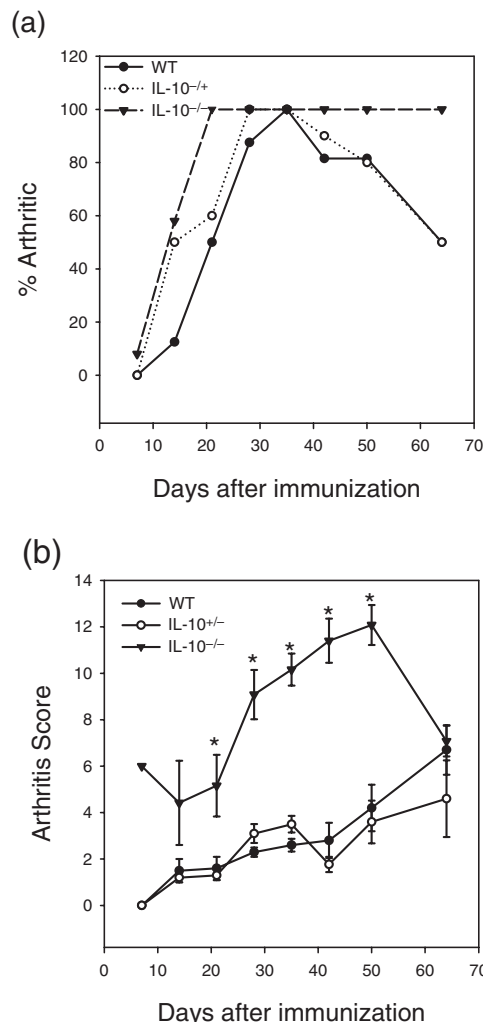 (a)
120
100
80
60
40
20
0
% Arthritic
WT
IL-10⁻/⁺
IL-10⁻/⁻
0 10 20 30 40 50 60 70
Days after immunization
(b)
14
12
10
8
6
4
2
0
Arthritis Score
WT
IL-10⁺/⁻
IL-10⁻/⁻
* * * * *
0 10 20 30 40 50 60 70
Days after immunization